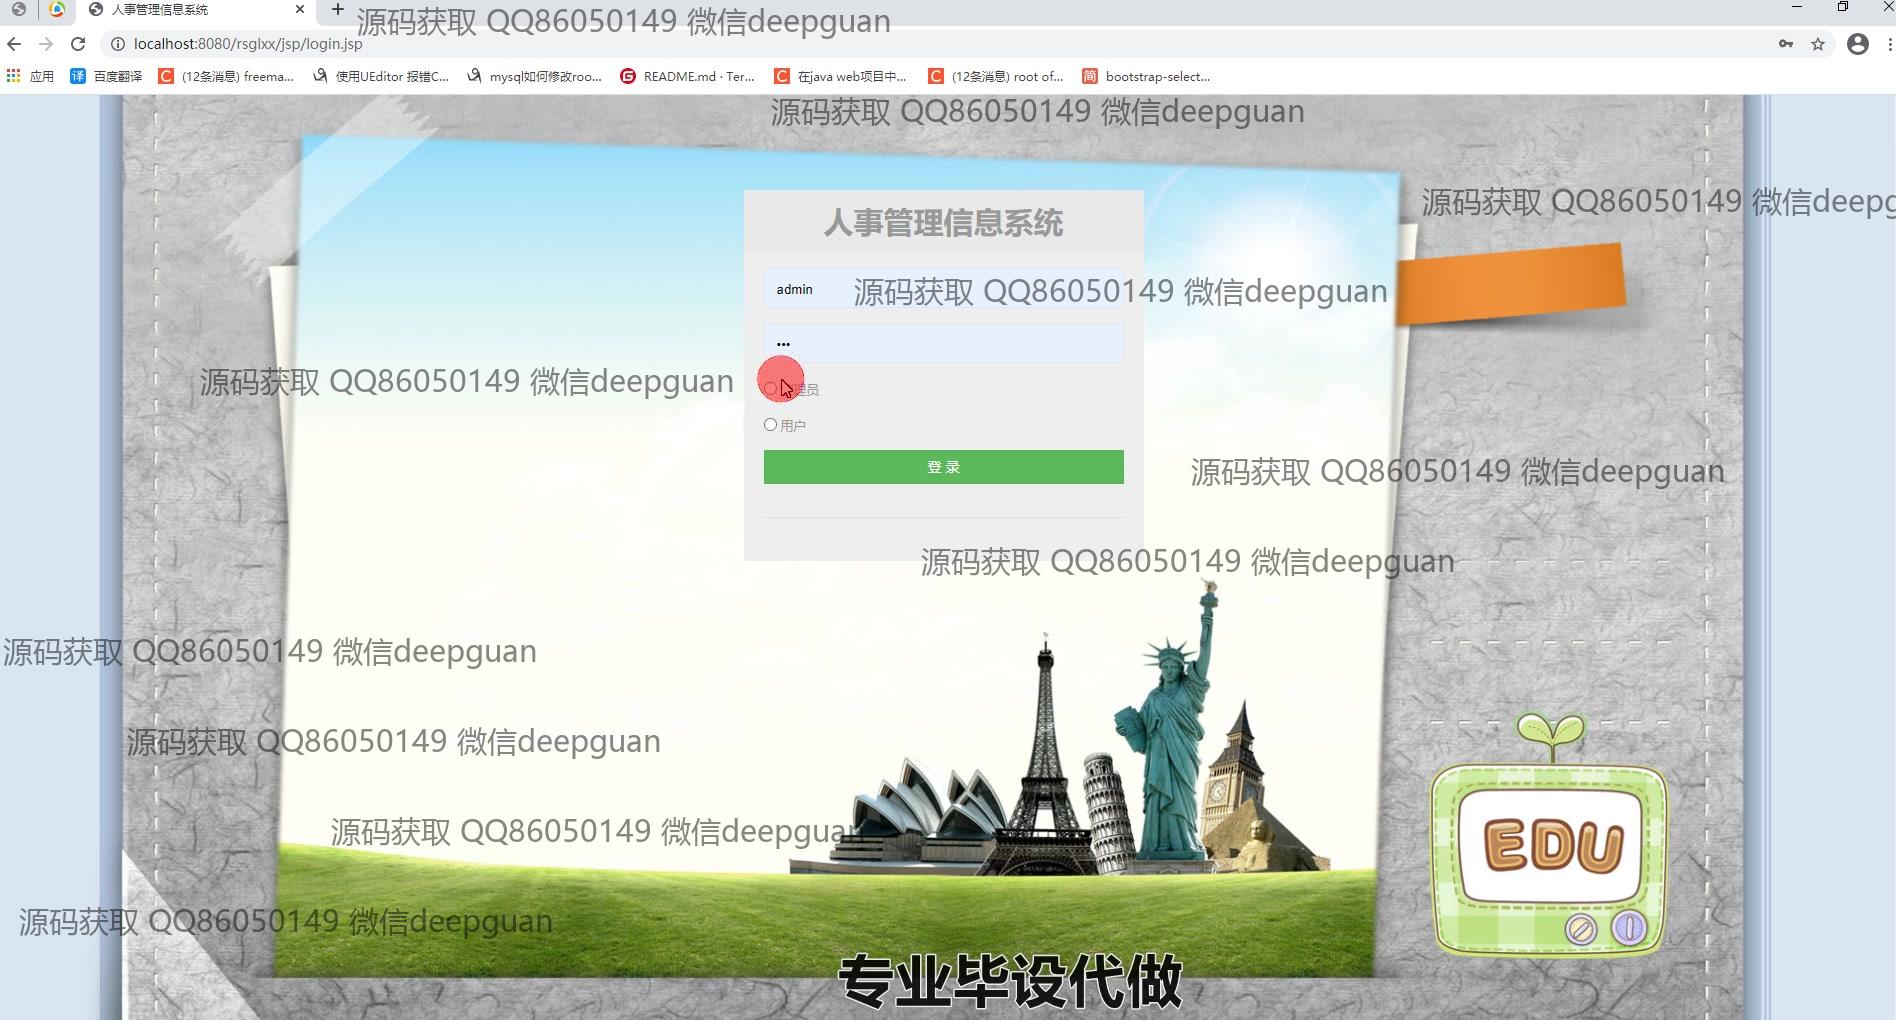 人事管理信息系统
源码获取 QQ86050149 微信deepguan
localhost:8080/rsglxx/jsp/login.jsp
应用 百度翻译 (12条消息) freema... 使用UEditor 报错C... mysql如何修改roo... README.md · Ter... 在java web项目中... (12条消息) root of... bootstrap-select...
源码获取 QQ86050149 微信deepguan
源码获取 QQ86050149 微信deepg
人事管理信息系统
admin
源码获取 QQ86050149 微信deepguan
源码获取 QQ86050149 微信deepguan
理员
用户
登 录
源码获取 QQ86050149 微信deepguan
源码获取 QQ86050149 微信deepguan
源码获取 QQ86050149 微信deepguan
源码获取 QQ86050149 微信deepguan
源码获取 QQ86050149 微信deepguan
EDU
源码获取 QQ86050149 微信deepguan
专业毕设代做